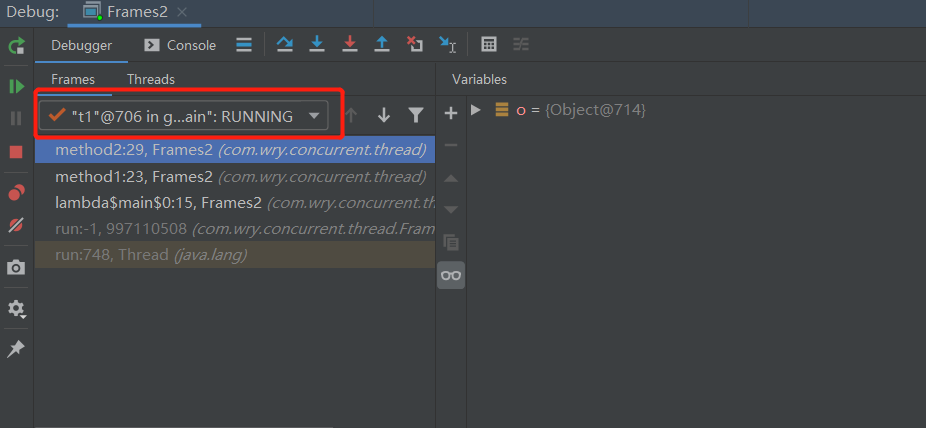 Debug: Frames2
Debugger Console
Frames Threads Variables
"t1"@706 in g...ain": RUNNING
o = {Object@714}
method2:29, Frames2 (com.wry.concurrent.thread)
method1:23, Frames2 (com.wry.concurrent.thread)
lambda$main$0:15, Frames2 (com.wry.concurrent.th
run:-1, 997110508 (com.wry.concurrent.thread.Fram
run:748, Thread (java.lang)